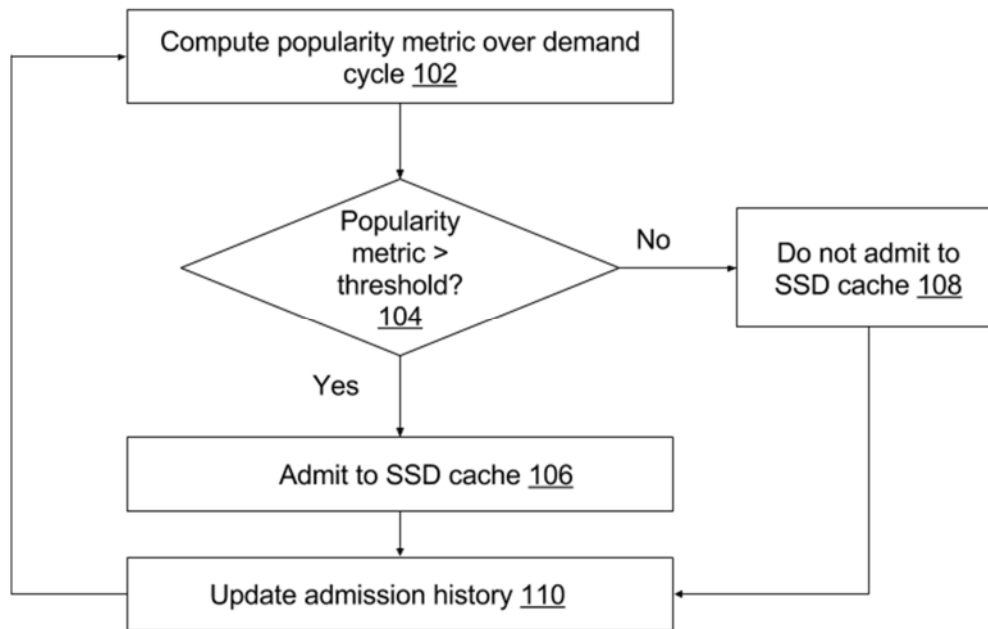 Compute popularity metric over demand
cycle 102
Popularity
metric >
threshold?
104
No
Do not admit to
SSD cache 108
Yes
Admit to SSD cache 106
Update admission history 110